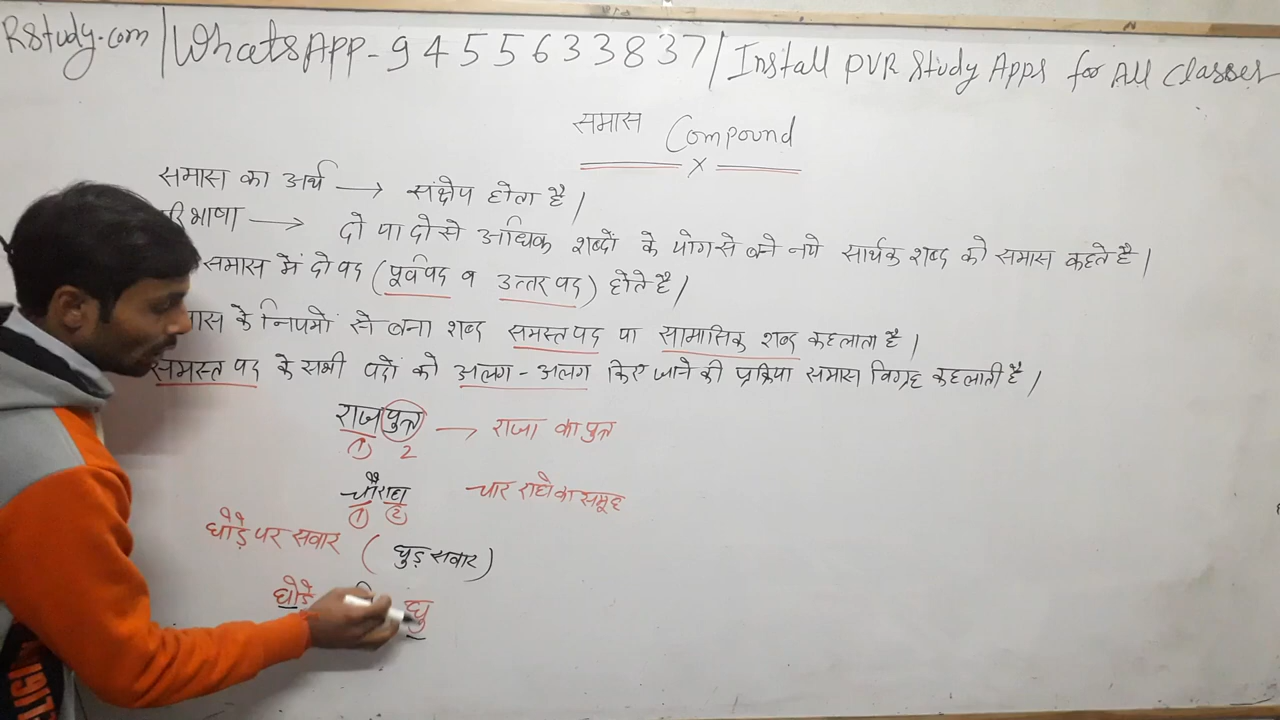 RStudy.com | WhatsApp - 9455633837 / Install PVR Study Apps for All Classes
समास Compound
समास का अर्थ → संक्षेप होता है।
भाषा → दो या दो से अधिक शब्दों के योग से बने नये सार्थक शब्द को समास कहते है।
समास में दो पद (पूर्वपद व उत्तर पद) होते है।
के नियमों से बना शब्द समस्तपद या सामासिक शब्द कहलाता है।
समस्त पद के सभी पदों को अलग-अलग किए जाने की प्रक्रिया समास विग्रह कहलाती है।
राजपुत्र → राजा का पुत्र
① 2
चौराहा चार राहो का समूह
① ②
घोड़े पर सवार (घुड़ सवार)
घोड़े घु